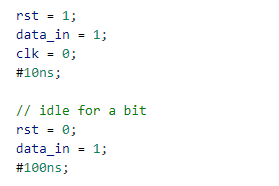 rst = 1;
data_in = 1;
clk = 0;
#10ns;

// idle for a bit
rst = 0;
data_in = 1;
#100ns;